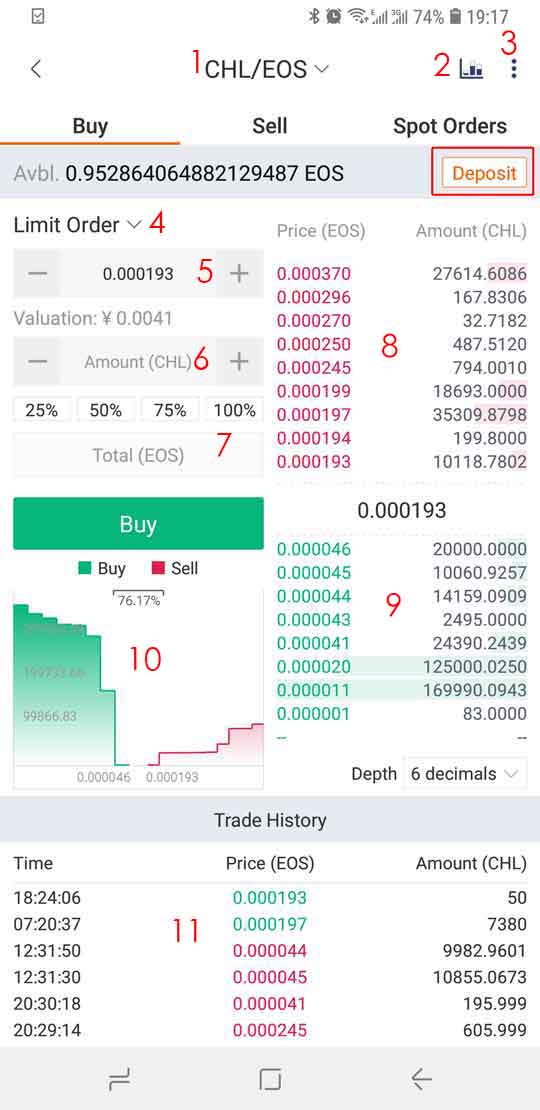 74% 19:17
3
1 CHL/EOS 2
Buy Sell Spot Orders
Avbl. 0.952864064882129487 EOS Deposit
Limit Order 4
Price (EOS) Amount (CHL)
− 0.000193 5 +
Valuation: ¥ 0.0041
− Amount (CHL) 6 +
25% 50% 75% 100%
Total (EOS) 7
Buy
Buy Sell
76.17%
10
199733.66
99866.83
0.000046 0.000193
0.000370 27614.6086
0.000296 167.8306
0.000270 32.7182
0.000250 8 487.5120
0.000245 794.0010
0.000199 18693.0000
0.000197 35309.8798
0.000194 199.8000
0.000193 10118.7802
0.000193
0.000046 20000.0000
0.000045 10060.9257
0.000044 9 14159.0909
0.000043 2495.0000
0.000041 24390.2439
0.000020 125000.0250
0.000011 169990.0943
0.000001 83.0000
-- --
Depth 6 decimals
Trade History
Time Price (EOS) Amount (CHL)
18:24:06 0.000193 50
07:20:37 0.000197 7380
11
12:31:50 0.000044 9982.9601
12:31:30 0.000045 10855.0673
20:30:18 0.000041 195.999
20:29:14 0.000245 605.999